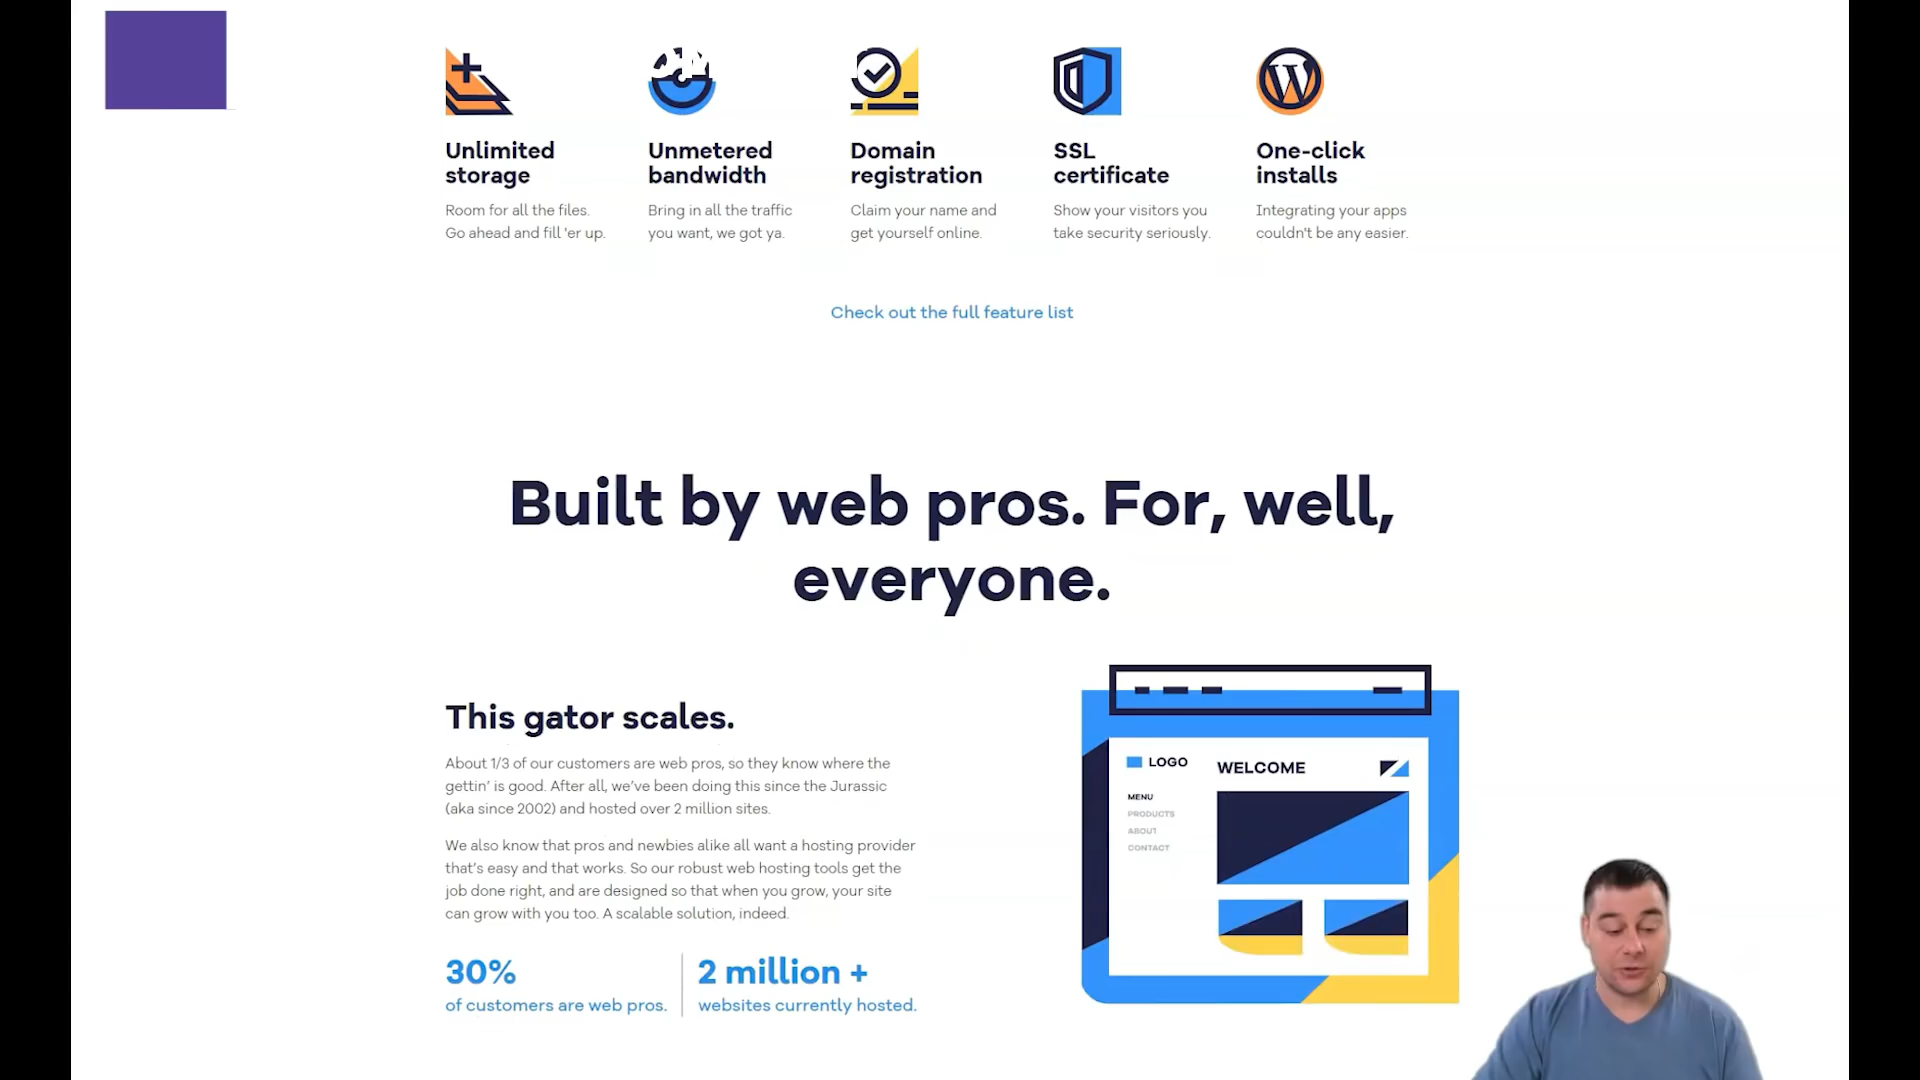 Unlimited
storage
Room for all the files.
Go ahead and fill 'er up.
Unmetered
bandwidth
Bring in all the traffic
you want, we got ya.
Domain
registration
Claim your name and
get yourself online.
SSL
certificate
Show your visitors you
take security seriously.
One-click
installs
Integrating your apps
couldn't be any easier.
Check out the full feature list
Built by web pros. For, well,
everyone.
This gator scales.
About 1/3 of our customers are web pros, so they know where the
gettin’ is good. After all, we’ve been doing this since the Jurassic
(aka since 2002) and hosted over 2 million sites.
We also know that pros and newbies alike all want a hosting provider
that’s easy and that works. So our robust web hosting tools get the
job done right, and are designed so that when you grow, your site
can grow with you too. A scalable solution, indeed.
30%
of customers are web pros.
2 million +
websites currently hosted.
LOGO
WELCOME
MENU
PRODUCTS
ABOUT
CONTACT